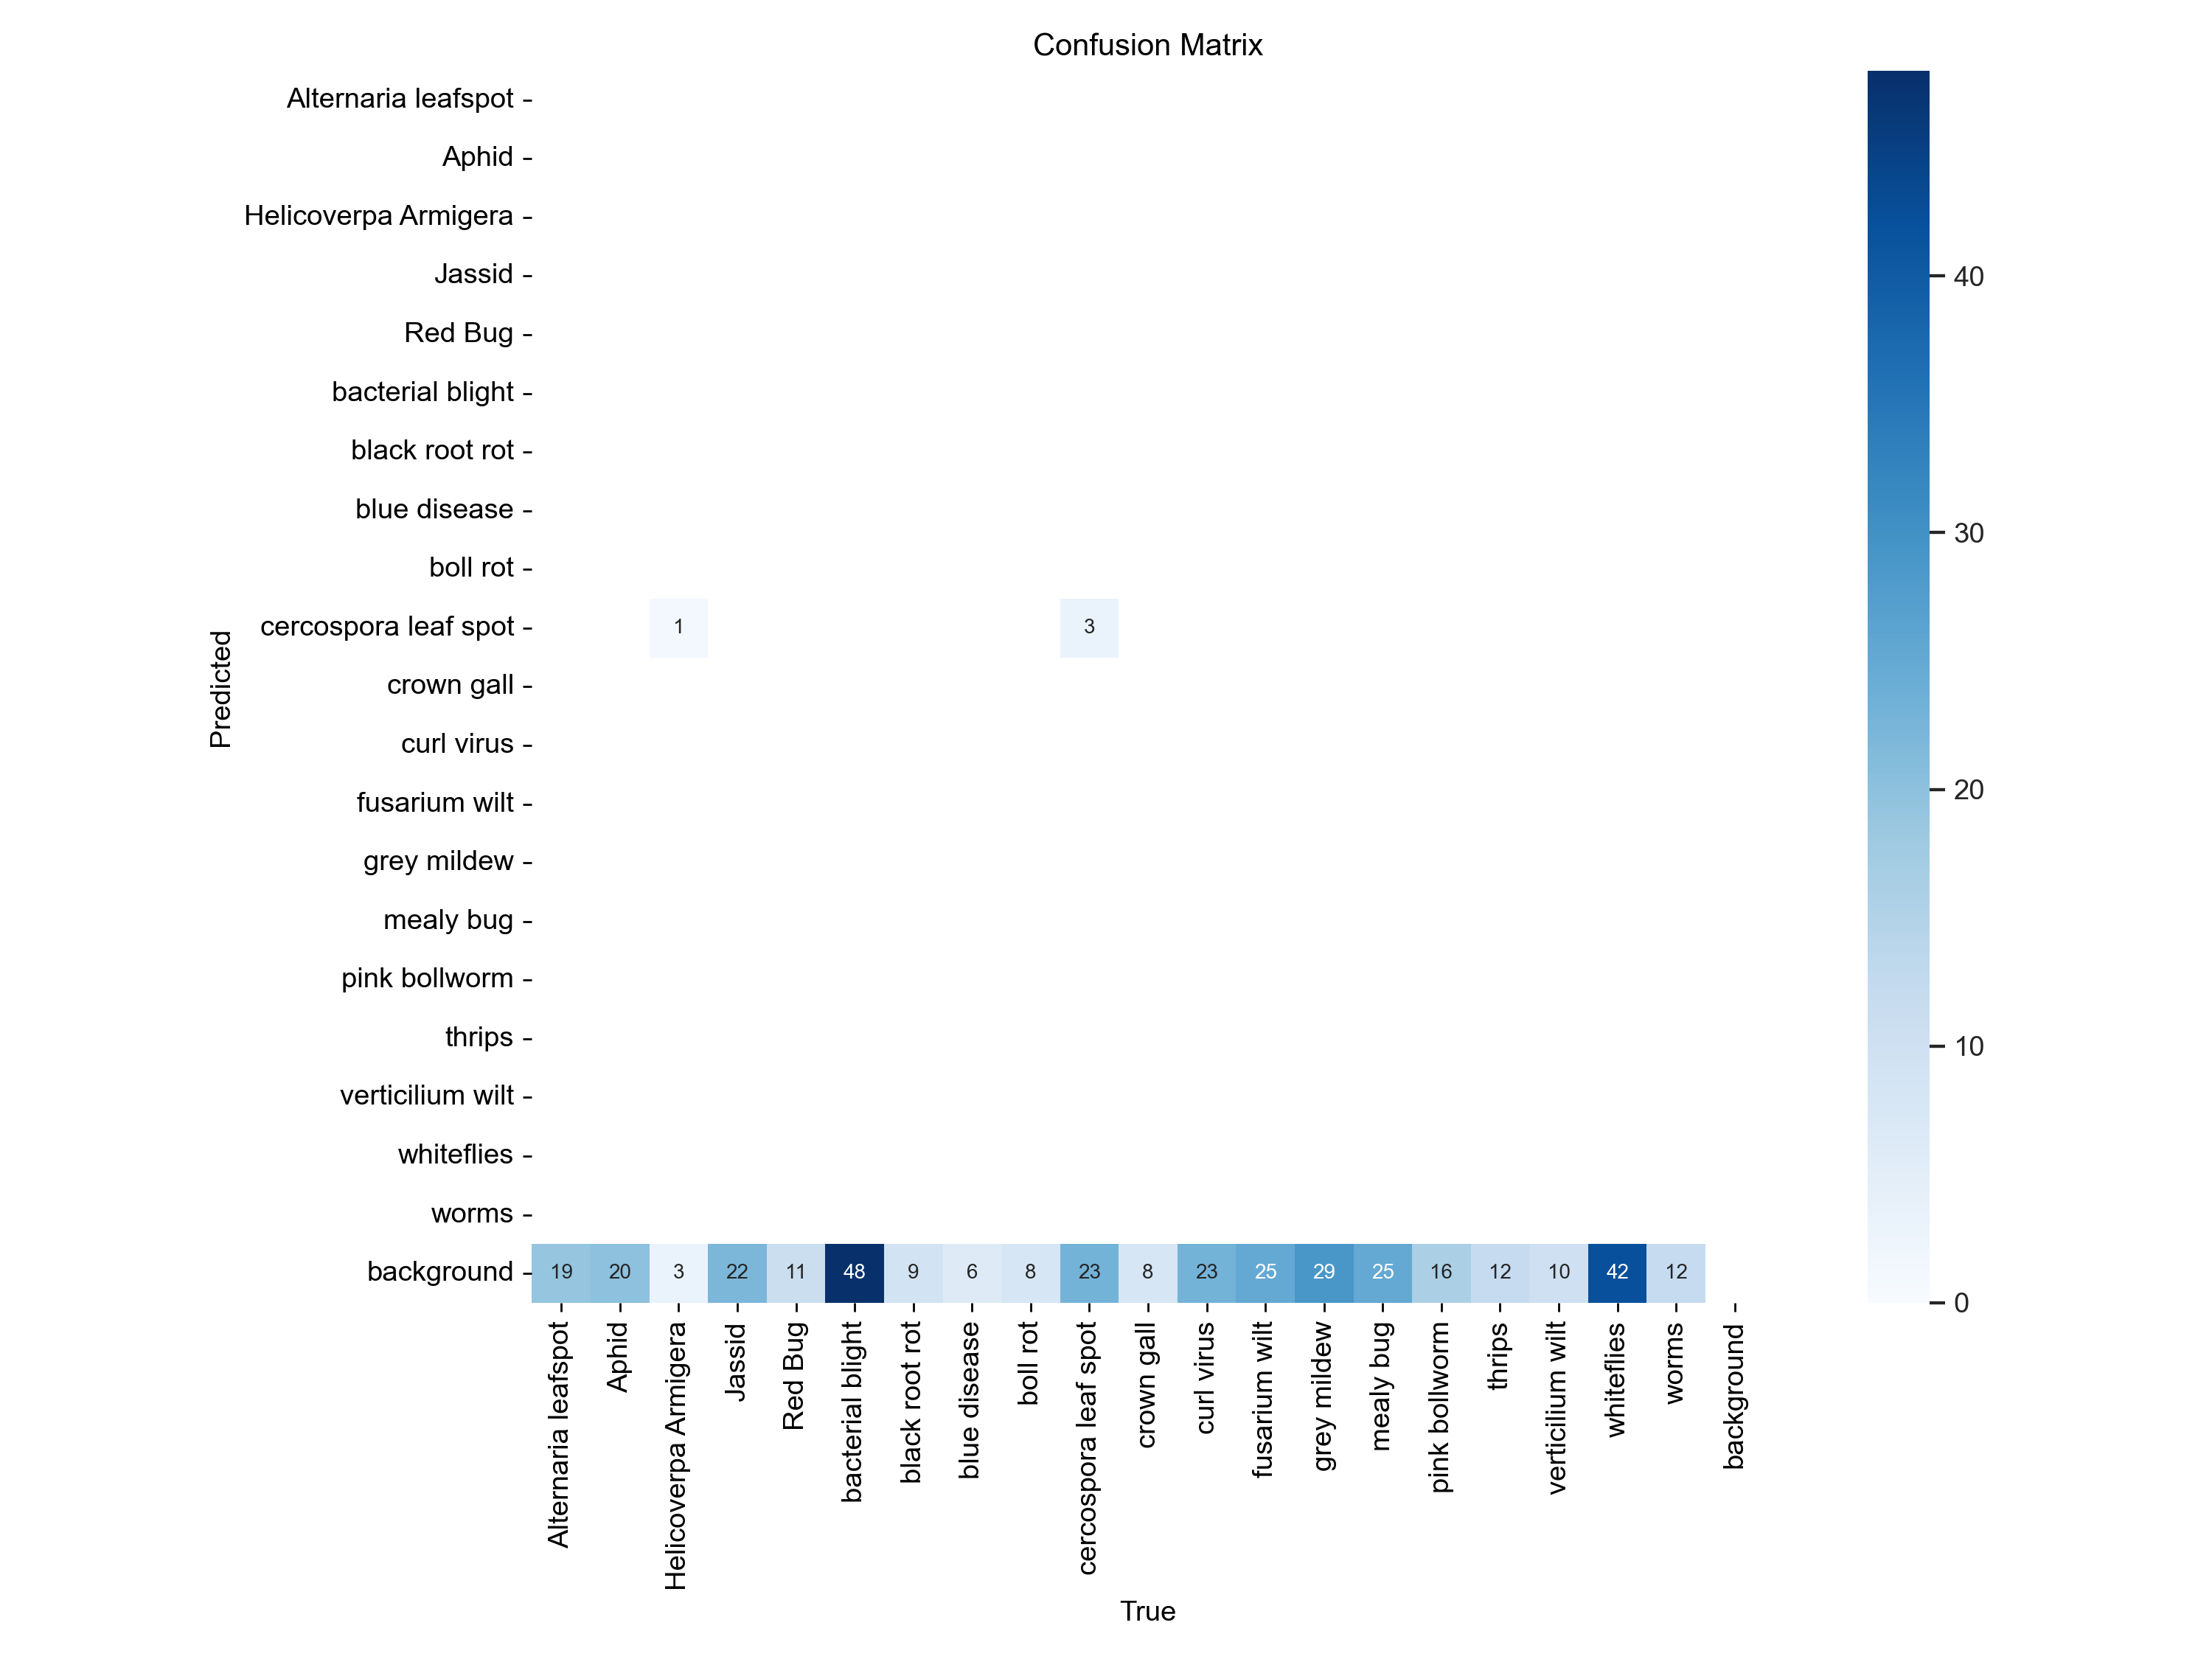 Confusion Matrix
Alternaria leafspot
Aphid
Helicoverpa Armigera
Jassid
Red Bug
bacterial blight
black root rot
blue disease
boll rot
cercospora leaf spot 1 3
crown gall
curl virus
fusarium wilt
grey mildew
mealy bug
pink bollworm
thrips
verticilium wilt
whiteflies
worms
background 19 20 3 22 11 48 9 6 8 23 8 23 25 29 25 16 12 10 42 12
Predicted
Alternaria leafspot
Aphid
Helicoverpa Armigera
Jassid
Red Bug
bacterial blight
black root rot
blue disease
boll rot
cercospora leaf spot
crown gall
curl virus
fusarium wilt
grey mildew
mealy bug
pink bollworm
thrips
verticilium wilt
whiteflies
worms
background
True
40
30
20
10
0